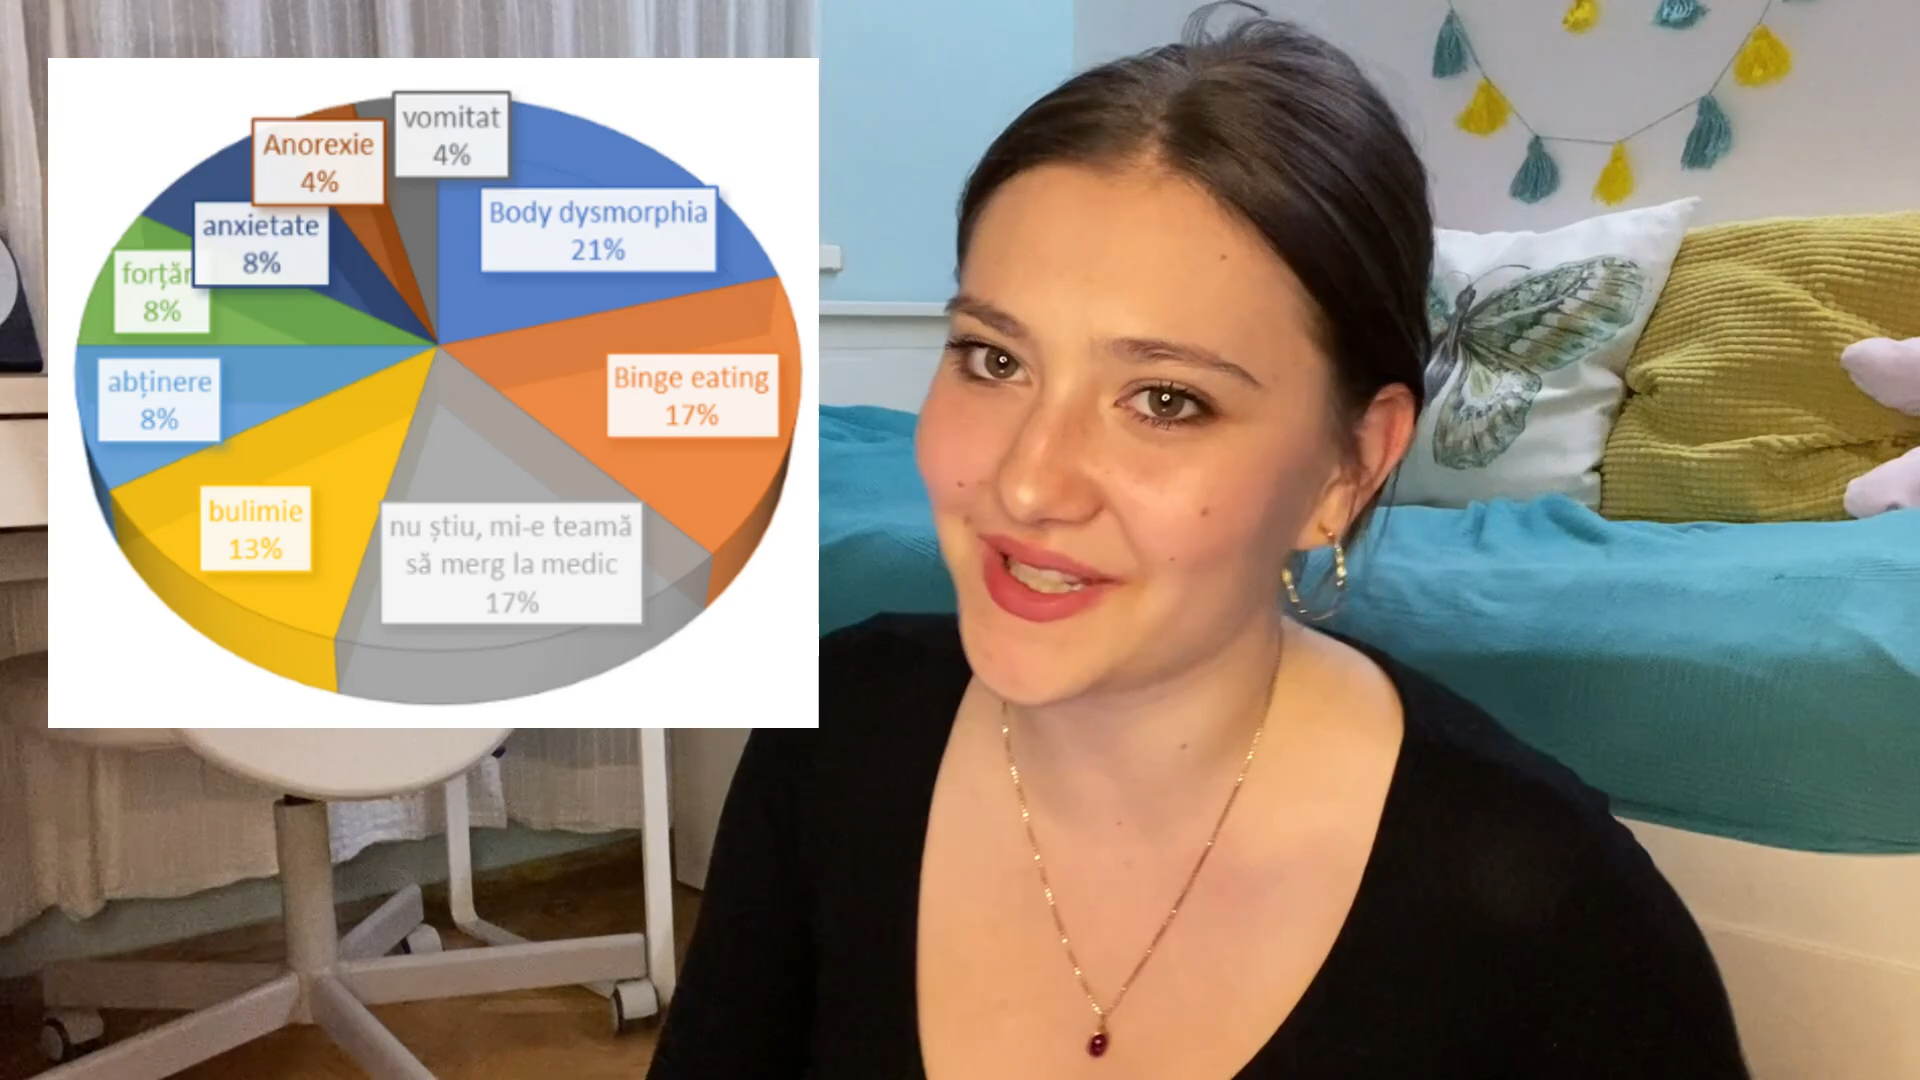 vomitat
4%
Anorexie
4%
Body dysmorphia
21%
anxietate
8%
8%
Binge eating
17%
abținere
8%
bulimie
13%
nu știu, mi-e teamă
să merg la medic
17%